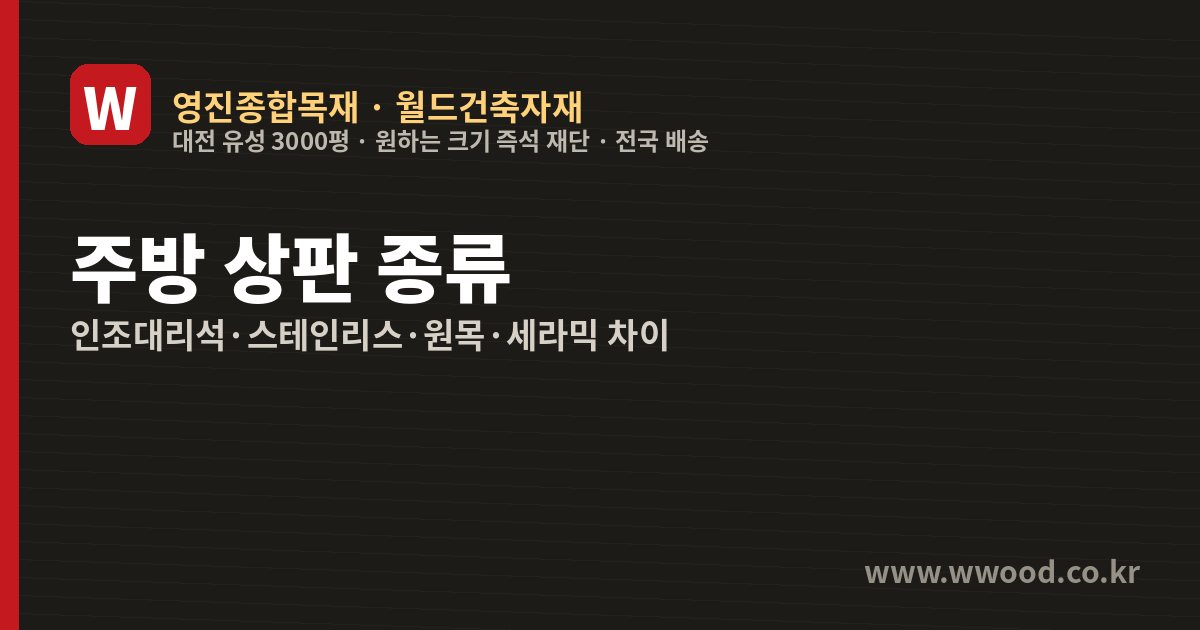 W
영진종합목재 · 월드건축자재
대전 유성 3000평 · 원하는 크기 즉석 재단 · 전국 배송
주방 상판 종류
인조대리석·스테인리스·원목·세라믹 차이
www.wwood.co.kr